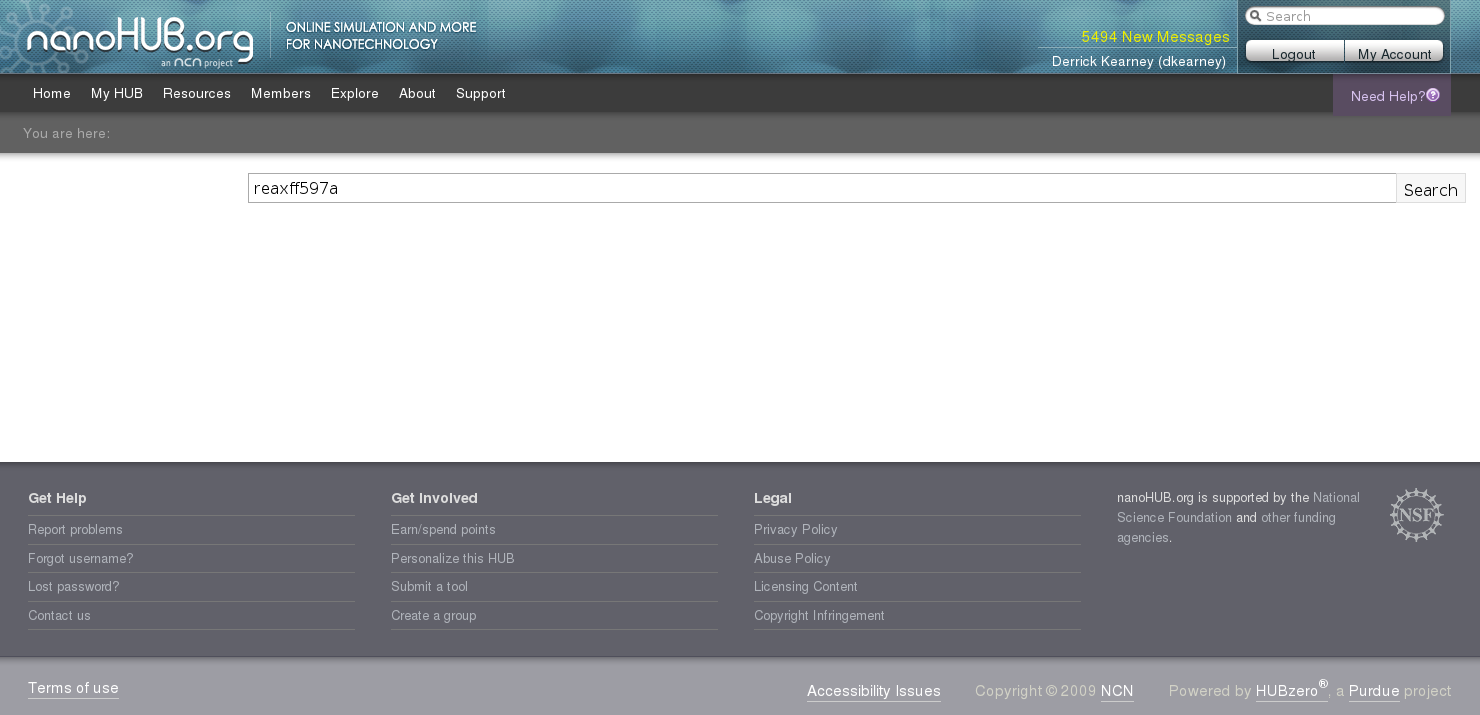 nanoHUB.org
an ncn project
ONLINE SIMULATION AND MORE
FOR NANOTECHNOLOGY
5494 New Messages
Derrick Kearney (dkearney)
Search
Logout
My Account
Home
My HUB
Resources
Members
Explore
About
Support
Need Help?
You are here:
reaxff597a
Search
Get Help
Report problems
Forgot username?
Lost password?
Contact us
Get Involved
Earn/spend points
Personalize this HUB
Submit a tool
Create a group
Legal
Privacy Policy
Abuse Policy
Licensing Content
Copyright Infringement
nanoHUB.org is supported by the National
Science Foundation and other funding
agencies.
NSF
Terms of use
Accessibility Issues
Copyright © 2009 NCN
Powered by HUBzero®, a Purdue project